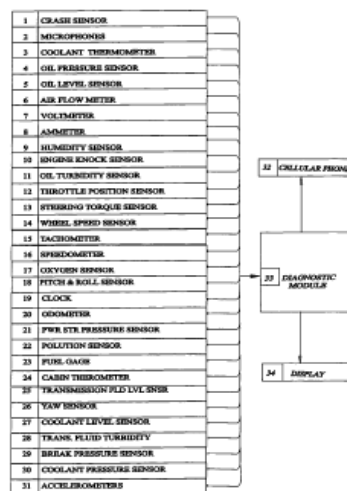 1 CRASH SENSOR
2 MICROPHONES
3 COOLANT THERMOMETER
4 OIL PRESSURE SENSOR
5 OIL LEVEL SENSOR
6 AIR FLOW METER
7 VOLTMETER
8 AMMETER
9 HUMIDITY SENSOR
10 ENGINE KNOCK SENSOR
11 OIL TURBIDITY SENSOR
12 THROTTLE POSITION SENSOR
13 STEERING TORQUE SENSOR
14 WHEEL SPEED SENSOR
15 TACHOMETER
16 SPEEDOMETER
17 OXYGEN SENSOR
18 PITCH & ROLL SENSOR
19 CLOCK
20 ODOMETER
21 PWR STR PRESSURE SENSOR
22 POLUTION SENSOR
23 FUEL GAGE
24 CABIN THEROMETER
25 TRANSMISSION FLD LVL SNSR
26 YAW SENSOR
27 COOLANT LEVEL SENSOR
28 TRANS. FLUID TURBIDITY
29 BREAK PRESSURE SENSOR
30 COOLANT PRESSURE SENSOR
31 ACCELEROMETERS
32 CELLULAR PHONE
33 DIAGNOSTIC
MODULE
34 DISPLAY